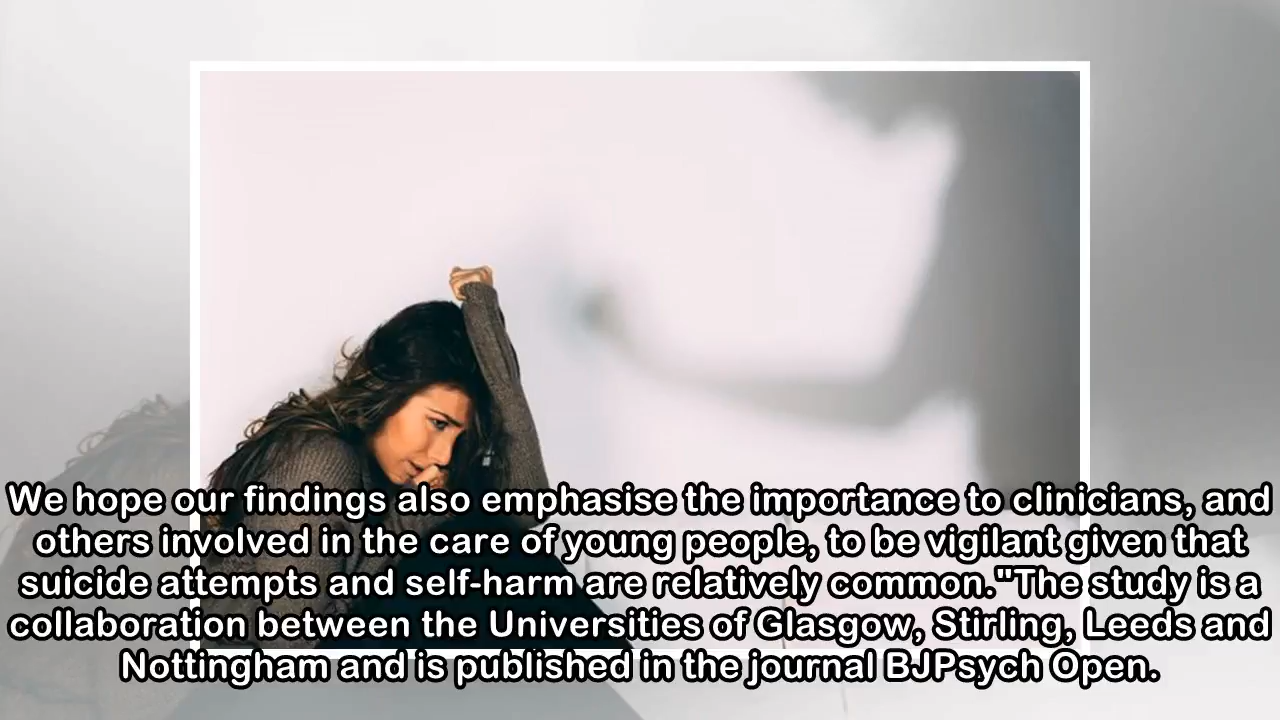 We hope our findings also emphasise the importance to clinicians, and
others involved in the care of young people, to be vigilant given that
suicide attempts and self-harm are relatively common."The study is a
collaboration between the Universities of Glasgow, Stirling, Leeds and
Nottingham and is published in the journal BJPsych Open.